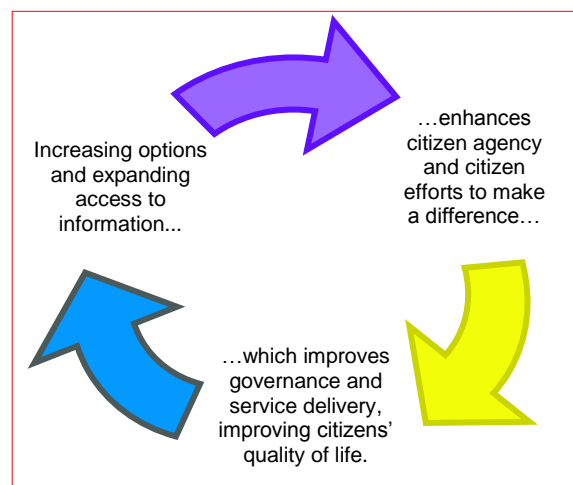 Increasing options
and expanding
access to
information...
…enhances
citizen agency
and citizen
efforts to make
a difference…
…which improves
governance and
service delivery,
improving citizens’
quality of life.